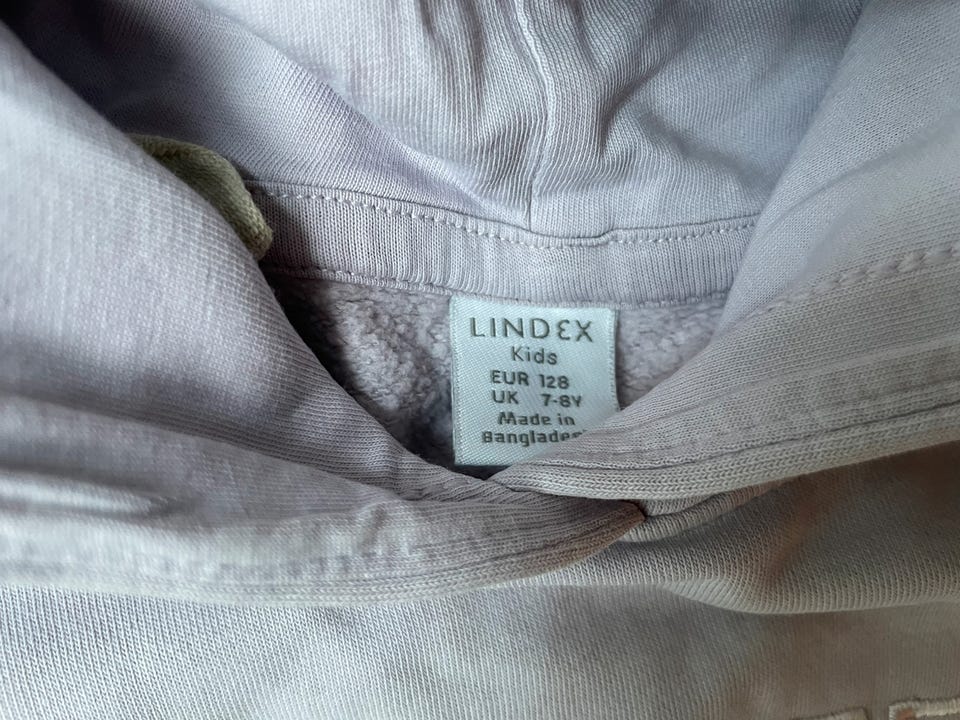 LINDEX
Kids
EUR 128
UK 7-8Y
Made in